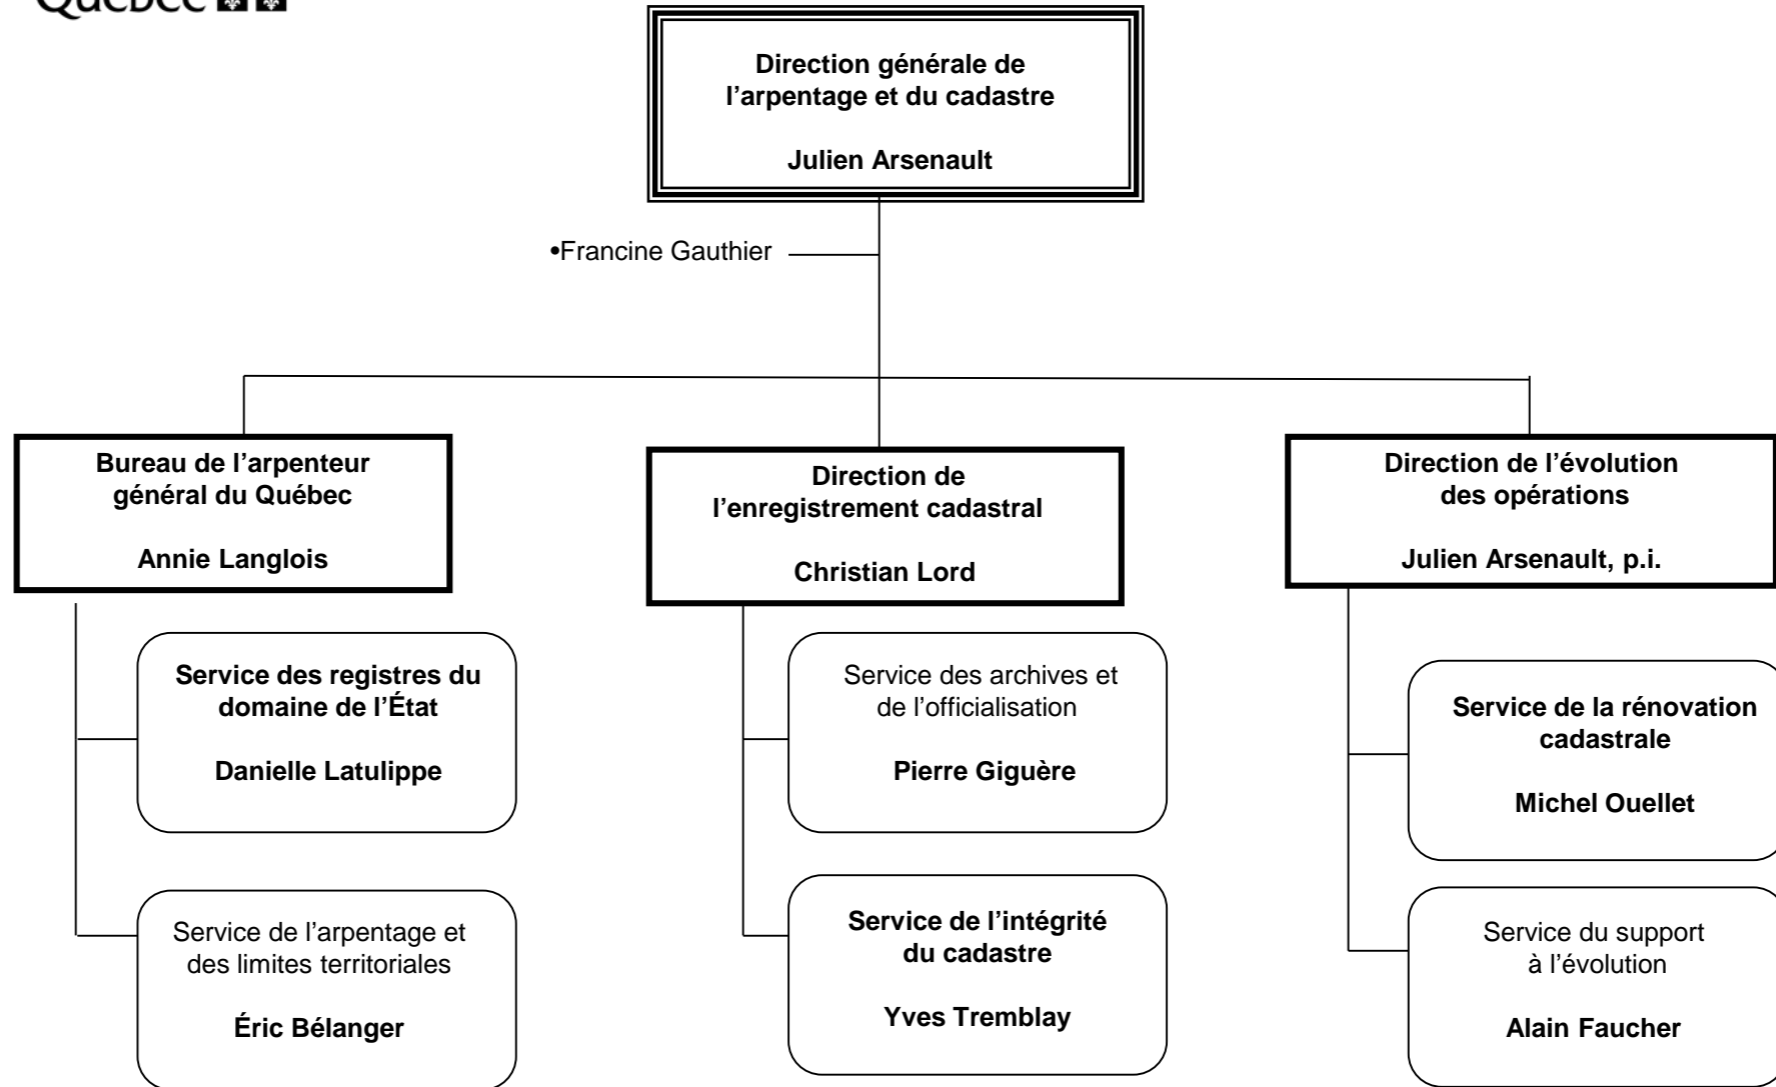 Québec
Direction générale de
l’arpentage et du cadastre
Julien Arsenault
•Francine Gauthier
Bureau de l’arpenteur
général du Québec
Annie Langlois
Direction de
l’enregistrement cadastral
Christian Lord
Direction de l’évolution
des opérations
Julien Arsenault, p.i.
Service des registres du
domaine de l’État
Danielle Latulippe
Service des archives et
de l’officialisation
Pierre Giguère
Service de la rénovation
cadastrale
Michel Ouellet
Service de l’arpentage et
des limites territoriales
Éric Bélanger
Service de l’intégrité
du cadastre
Yves Tremblay
Service du support
à l’évolution
Alain Faucher